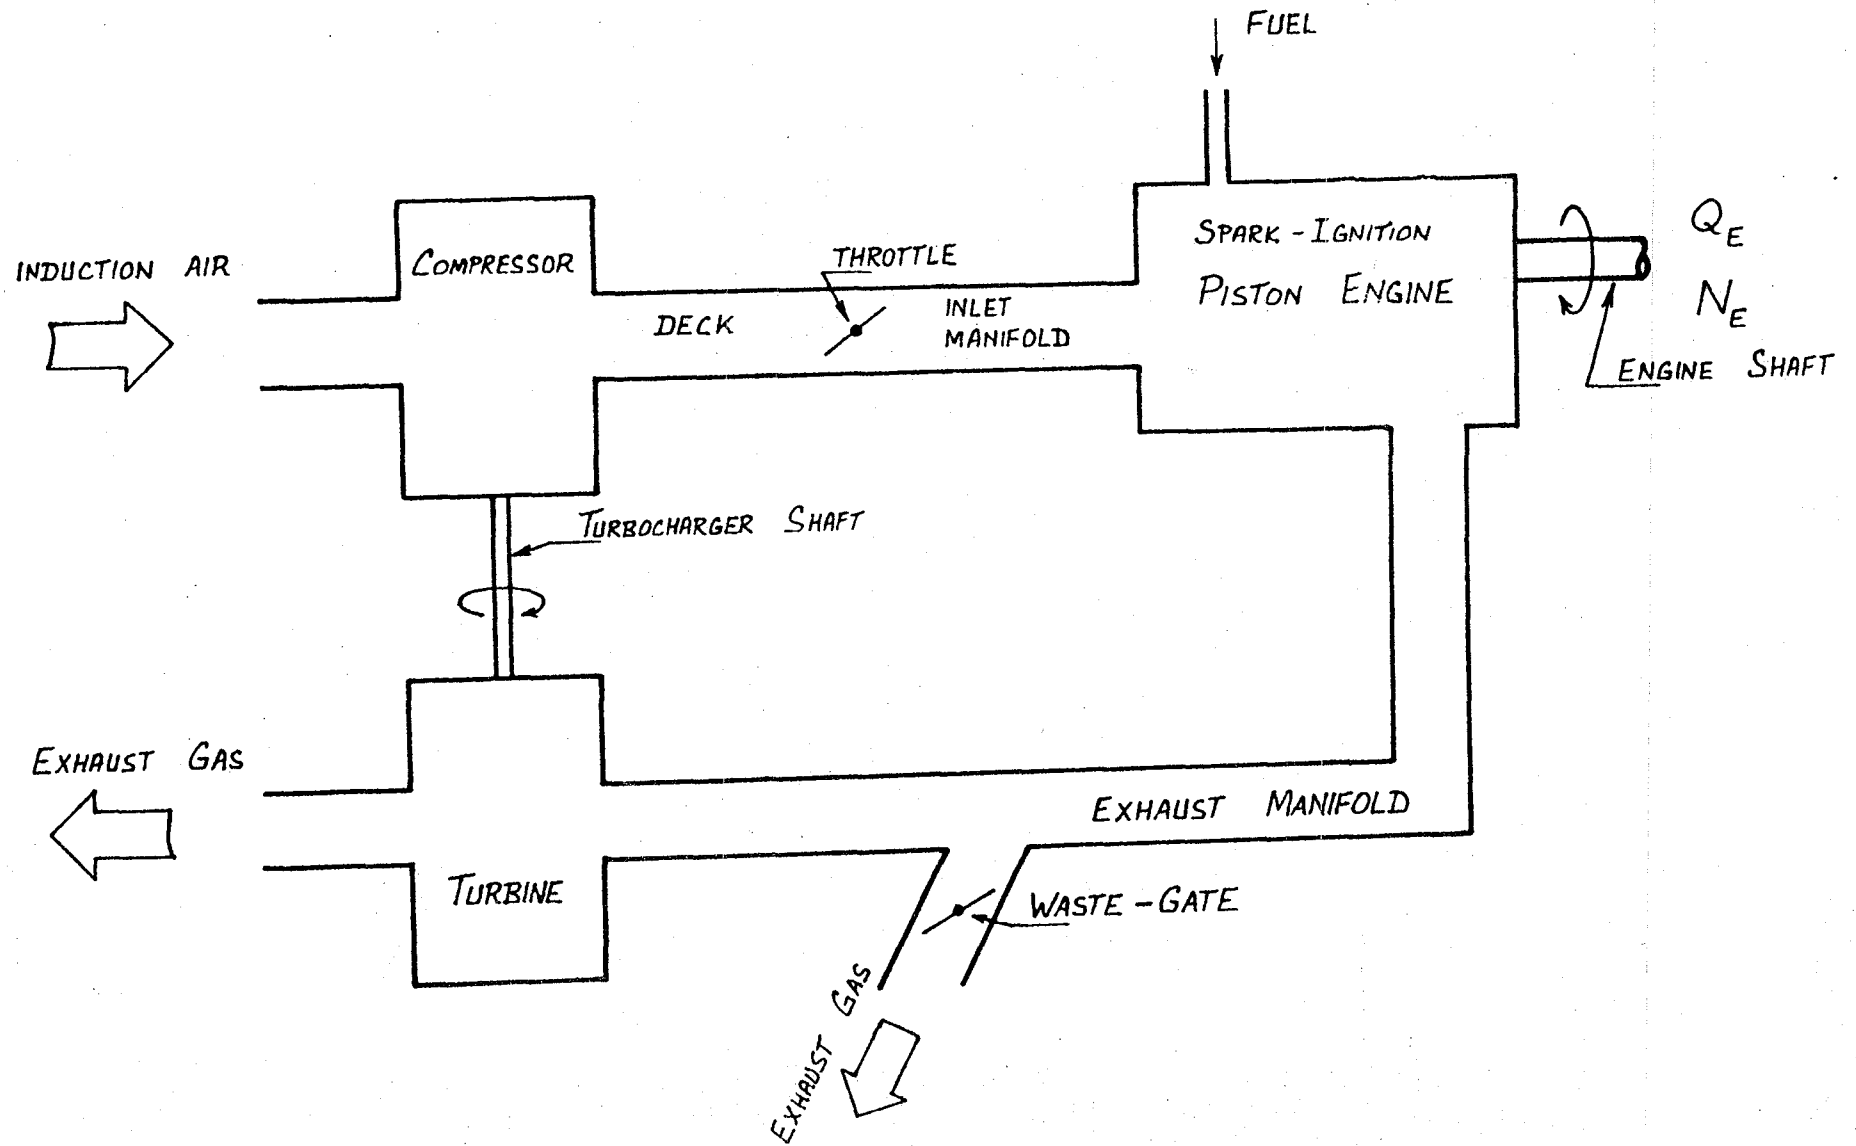 FUEL
SPARK-IGNITION
PISTON ENGINE
Q_E
N_E
ENGINE SHAFT
INDUCTION AIR
COMPRESSOR
THROTTLE
DECK
INLET
MANIFOLD
TURBOCHARGER SHAFT
EXHAUST GAS
TURBINE
EXHAUST MANIFOLD
WASTE-GATE
EXHAUST GAS